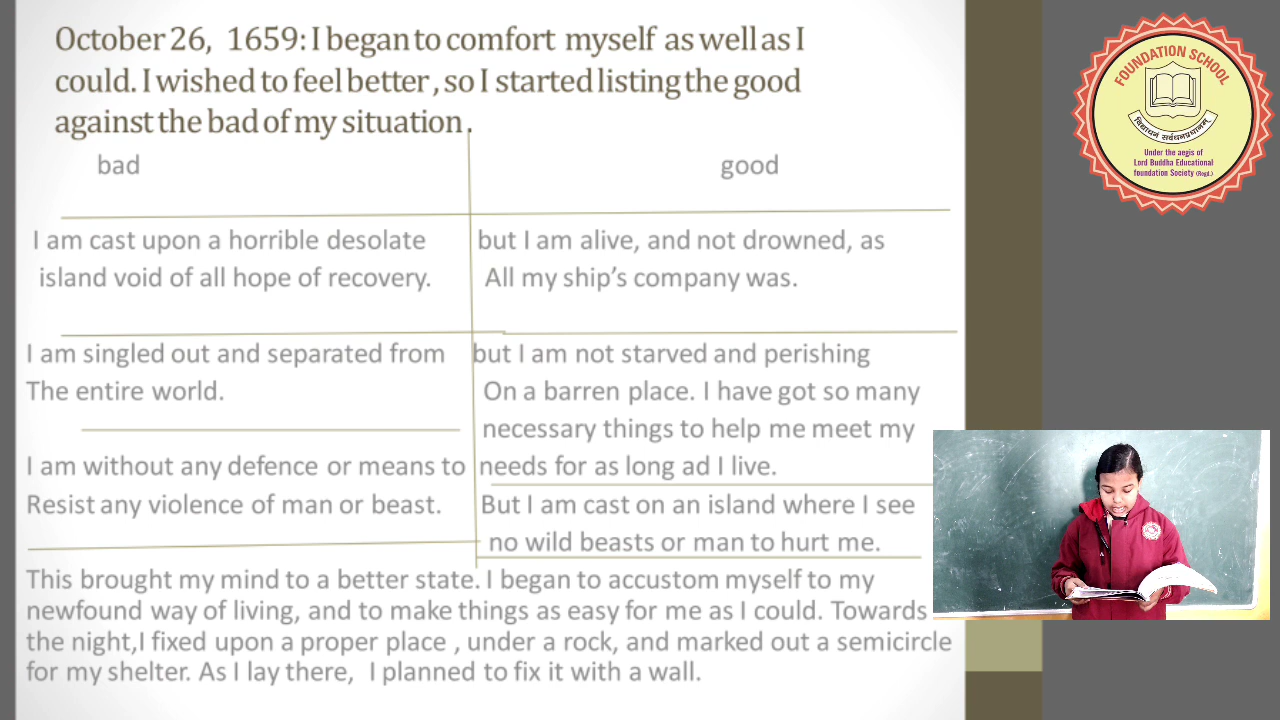 October 26, 1659: I began to comfort myself as well as I
could. I wished to feel better , so I started listing the good
against the bad of my situation .
bad
good
I am cast upon a horrible desolate
island void of all hope of recovery.
but I am alive, and not drowned, as
All my ship's company was.
I am singled out and separated from
The entire world.
but I am not starved and perishing
On a barren place. I have got so many
necessary things to help me meet my
needs for as long ad I live.
I am without any defence or means to
Resist any violence of man or beast.
But I am cast on an island where I see
no wild beasts or man to hurt me.
This brought my mind to a better state. I began to accustom myself to my
newfound way of living, and to make things as easy for me as I could. Towards
the night,I fixed upon a proper place , under a rock, and marked out a semicircle
for my shelter. As I lay there, I planned to fix it with a wall.
FOUNDATION SCHOOL
विद्याधनं सर्वधनप्रधानम्
Under the aegis of
Lord Buddha Educational
foundation Society (Regd.)